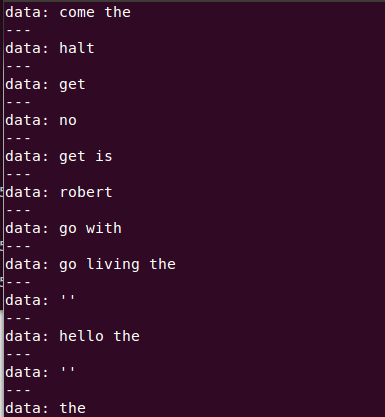 data: come the
---
data: halt
---
data: get
---
data: no
---
data: get is
---
data: robert
---
data: go with
---
data: go living the
---
data: ''
---
data: hello the
---
data: ''
---
data: the